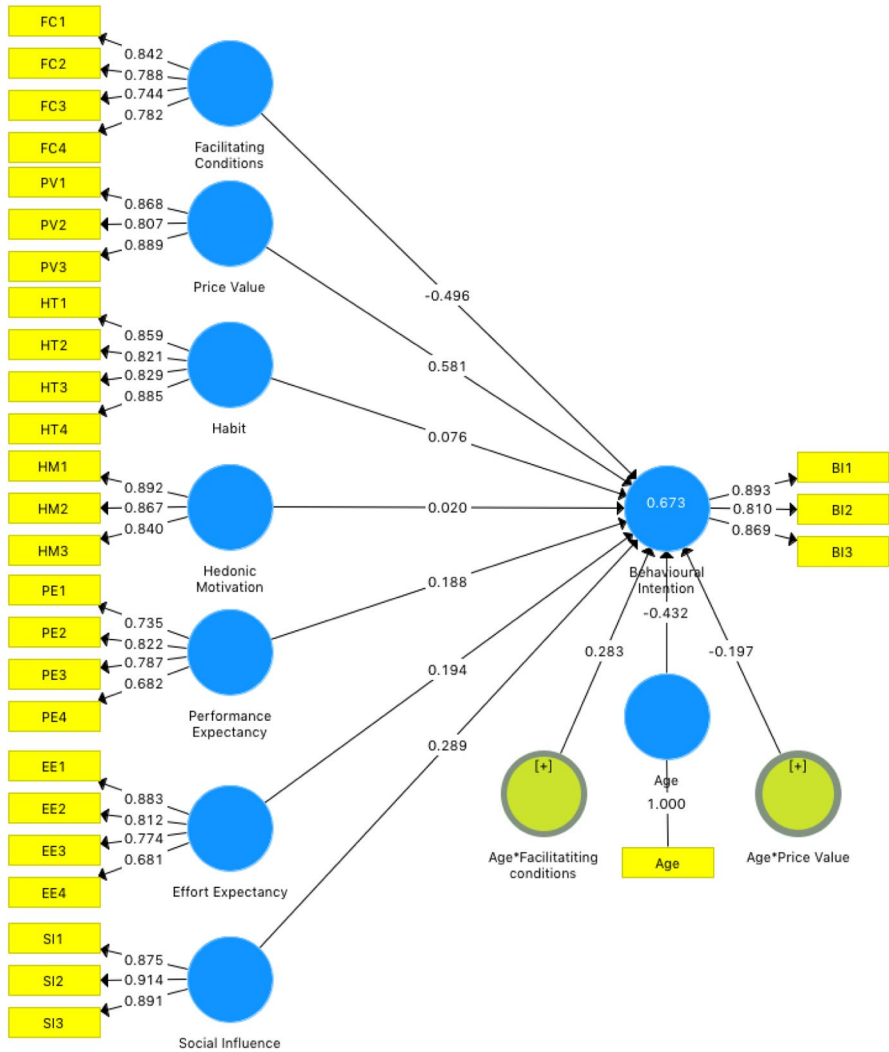 FC1
FC2
FC3
FC4
0.842
0.788
0.744
0.782
Facilitating
Conditions
PV1
PV2
PV3
0.868
0.807
0.889
Price Value
HT1
HT2
HT3
HT4
0.859
0.821
0.829
0.885
Habit
HM1
HM2
HM3
0.892
0.867
0.840
Hedonic
Motivation
PE1
PE2
PE3
PE4
0.735
0.822
0.787
0.682
Performance
Expectancy
EE1
EE2
EE3
EE4
0.883
0.812
0.774
0.681
Effort Expectancy
SI1
SI2
SI3
0.875
0.914
0.891
Social Influence
-0.496
0.581
0.076
0.020
0.188
0.194
0.289
0.673
Behavioural
Intention
0.893
0.810
0.869
BI1
BI2
BI3
0.283
-0.432
-0.197
[+]
Age*Facilitatiting
conditions
Age
1.000
Age
[+]
Age*Price Value